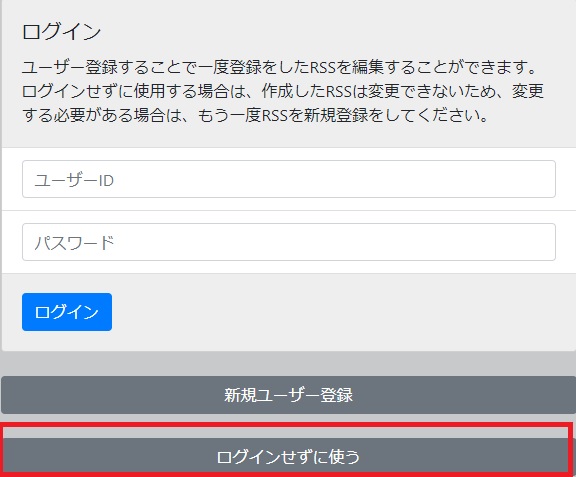 ログイン
ユーザー登録することで一度登録をしたRSSを編集することができます。
ログインせずに使用する場合は、作成したRSSは変更できないため、変更
する必要がある場合は、もう一度RSSを新規登録をしてください。
ユーザーID
パスワード
ログイン
新規ユーザー登録
ログインせずに使う